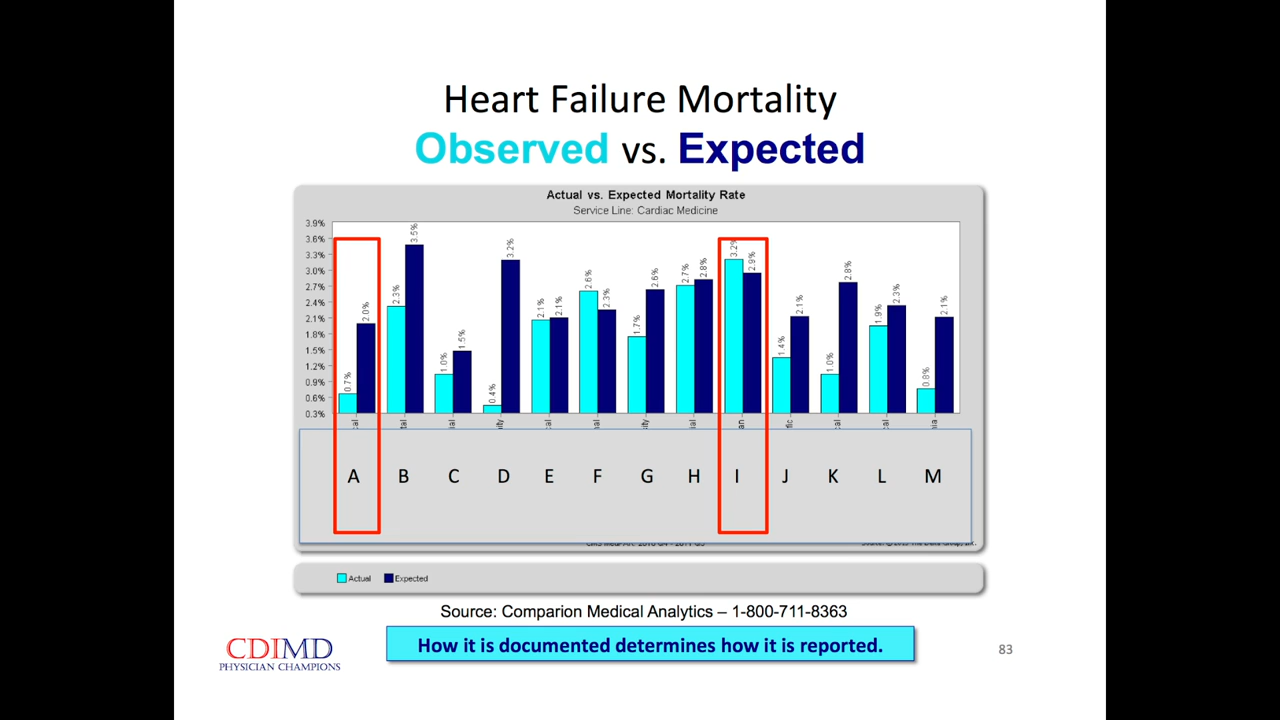 Heart Failure Mortality
Observed vs. Expected
Actual vs. Expected Mortality Rate
Service Line: Cardiac Medicine
3.9%
3.6%
3.3%
3.0%
2.7%
2.4%
2.1%
1.8%
1.5%
1.2%
0.9%
0.6%
0.3%
0.7% 2.0% 2.3% 3.5% 1.0% 1.5% 0.4% 3.2% 2.1% 2.1% 2.6% 2.3% 1.7% 2.6% 2.7% 2.8% 3.2% 2.9% 1.4% 2.1% 1.0% 2.8% 1.9% 2.3% 0.8% 2.1%
A B C D E F G H I J K L M
Actual Expected
Source: Comparion Medical Analytics – 1-800-711-8363
How it is documented determines how it is reported.
CDIMD
PHYSICIAN CHAMPIONS
83